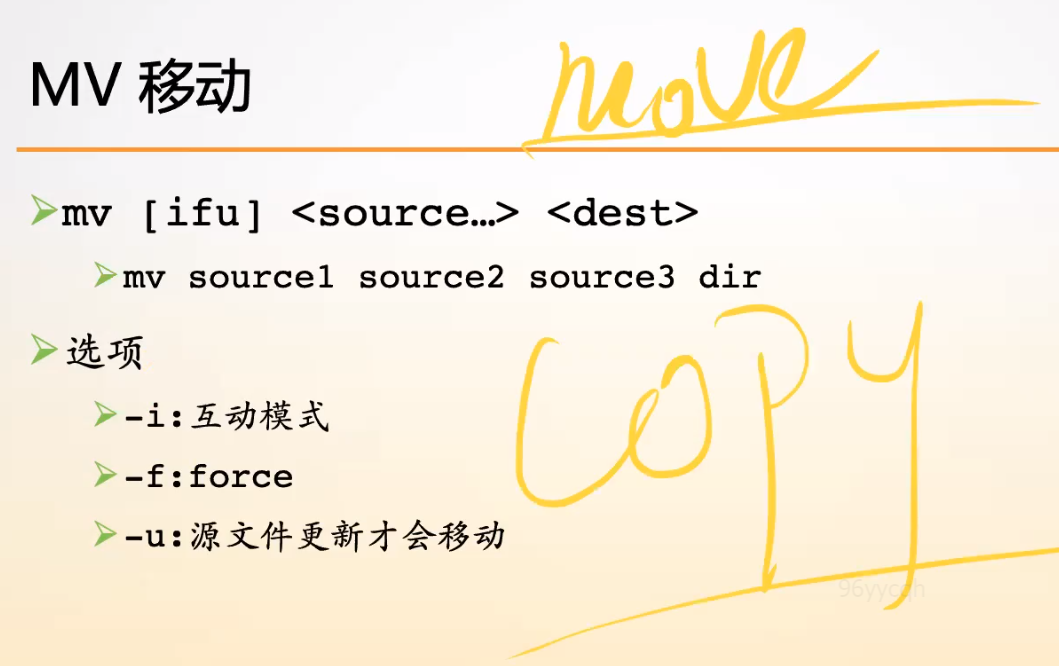 MV 移动
move
mv [ifu] <source…> <dest>
mv source1 source2 source3 dir
选项
-i:互动模式
-f:force
-u:源文件更新才会移动
copy
96yycqh